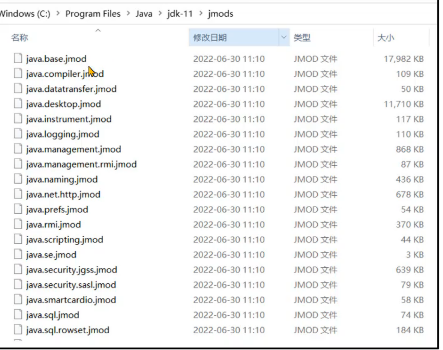 Windows (C:) > Program Files > Java > jdk-11 > jmods
名称 修改日期 类型 大小
java.base.jmod 2022-06-30 11:10 JMOD 文件 17,982 KB
java.compiler.jmod 2022-06-30 11:10 JMOD 文件 109 KB
java.datatransfer.jmod 2022-06-30 11:10 JMOD 文件 50 KB
java.desktop.jmod 2022-06-30 11:10 JMOD 文件 11,710 KB
java.instrument.jmod 2022-06-30 11:10 JMOD 文件 117 KB
java.logging.jmod 2022-06-30 11:10 JMOD 文件 110 KB
java.management.jmod 2022-06-30 11:10 JMOD 文件 868 KB
java.management.rmi.jmod 2022-06-30 11:10 JMOD 文件 87 KB
java.naming.jmod 2022-06-30 11:10 JMOD 文件 436 KB
java.net.http.jmod 2022-06-30 11:10 JMOD 文件 678 KB
java.prefs.jmod 2022-06-30 11:10 JMOD 文件 54 KB
java.rmi.jmod 2022-06-30 11:10 JMOD 文件 370 KB
java.scripting.jmod 2022-06-30 11:10 JMOD 文件 44 KB
java.se.jmod 2022-06-30 11:10 JMOD 文件 3 KB
java.security.jgss.jmod 2022-06-30 11:10 JMOD 文件 639 KB
java.security.sasl.jmod 2022-06-30 11:10 JMOD 文件 79 KB
java.smartcardio.jmod 2022-06-30 11:10 JMOD 文件 58 KB
java.sql.jmod 2022-06-30 11:10 JMOD 文件 74 KB
java.sql.rowset.jmod 2022-06-30 11:10 JMOD 文件 184 KB